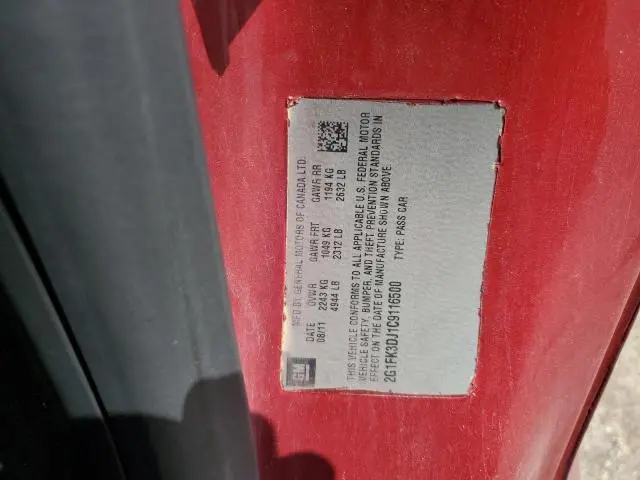 GM
MFD BY GENERAL MOTORS OF CANADA LTD.
DATE GVWR GAWR FRT GAWR RR
08/11 2243 KG 1049 KG 1194 KG
4944 LB 2312 LB 2632 LB
THIS VEHICLE CONFORMS TO ALL APPLICABLE U.S. FEDERAL MOTOR
VEHICLE SAFETY, BUMPER, AND THEFT PREVENTION STANDARDS IN
EFFECT ON THE DATE OF MANUFACTURE SHOWN ABOVE.
2G1FK3DJ1C9116500 TYPE: PASS CAR